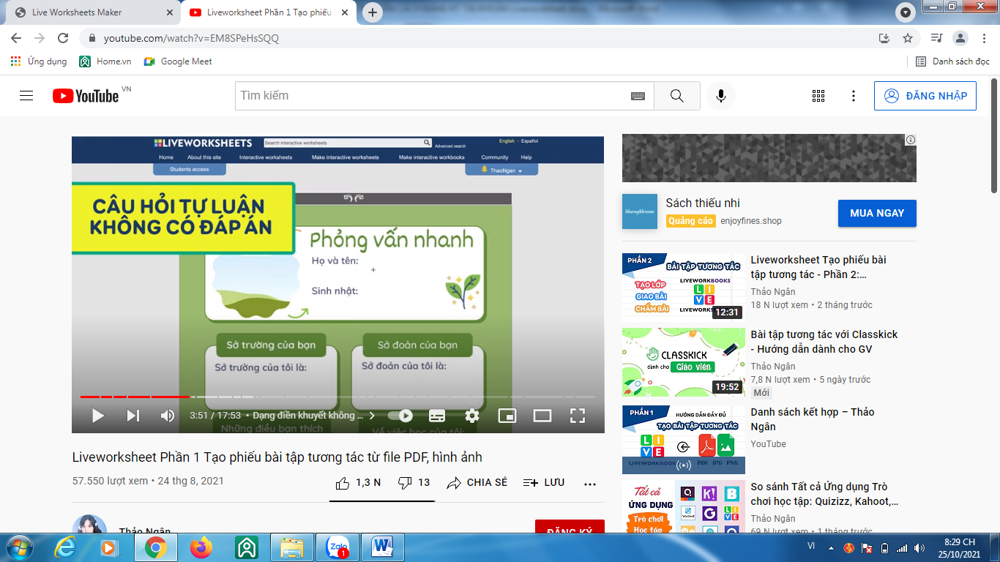 Live Worksheets Maker
Liveworksheet Phần 1 Tạo phiếu
youtube.com/watch?v=EM8SPeHsSQQ
Ứng dụng
Home.vn
Google Meet
Danh sách đọc
YouTube VN
Tìm kiếm
ĐĂNG NHẬP
LIVEWORKSHEETS
Search interactive worksheets
Advanced search
English - Español
Home
About this site
Interactive worksheets
Make interactive worksheets
Make interactive workbooks
Community
Help
Students access
ThaoNgan
CÂU HỎI TỰ LUẬN
KHÔNG CÓ ĐÁP ÁN
Phỏng vấn nhanh
Họ và tên:
Sinh nhật:
Sở trường của bạn
Sở đoản của bạn
Sở trường của tôi là:
Sở đoản của tôi là:
Những điều bạn thích
Về việc học của tôi:
3:51 / 17:53 • Dạng điền khuyết không ...
Liveworksheet Phần 1 Tạo phiếu bài tập tương tác từ file PDF, hình ảnh
57.550 lượt xem • 24 thg 8, 2021
1,3 N
13
CHIA SẺ
LƯU
Thảo Ngân
ĐĂNG KÝ
Sách thiếu nhi
Quảng cáo
enjoyfines.shop
MUA NGAY
PHẦN 2
BÀI TẬP TƯƠNG TÁC
TẠO LỚP
GIAO BÀI
CHẤM BÀI
LIVEWORKBOOKS
LIVE
12:31
Liveworksheet Tạo phiếu bài
tập tương tác - Phần 2:...
Thảo Ngân
18 N lượt xem • 2 tháng trước
CLASSKICK
dành cho Giáo viên
19:52
Bài tập tương tác với Classkick
- Hướng dẫn dành cho GV
Thảo Ngân
7,8 N lượt xem • 5 ngày trước
Mới
PHẦN 1
HƯỚNG DẪN ĐẦY ĐỦ
TẠO BÀI TẬP TƯƠNG TÁC
LIVE
PDF JPG PNG
Danh sách kết hợp – Thảo
Ngân
YouTube
Tất cả
ỨNG DỤNG
Trò chơi
Học tập
So sánh Tất cả Ứng dụng Trò
chơi học tập: Quizizz, Kahoot,...
Thảo Ngân
69 N lượt xem • 1 tháng trước
Zalo
1
VI
8:29 CH
25/10/2021